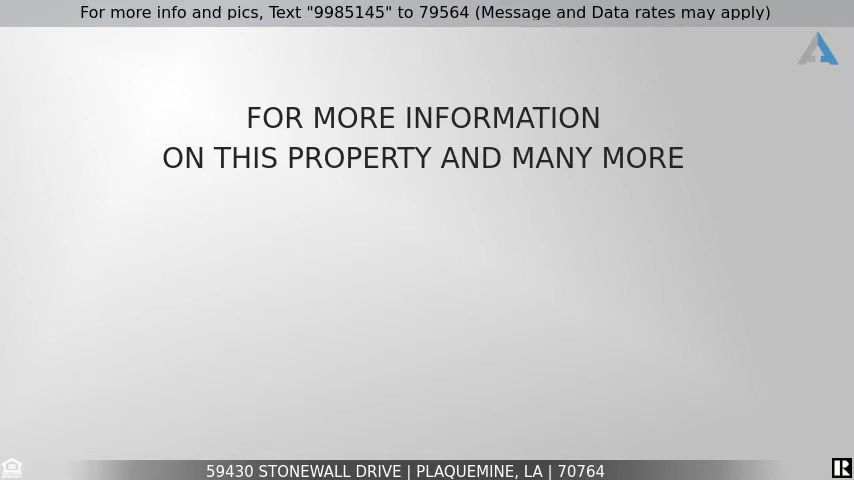 For more info and pics, Text "9985145" to 79564 (Message and Data rates may apply)
FOR MORE INFORMATION
ON THIS PROPERTY AND MANY MORE
59430 STONEWALL DRIVE | PLAQUEMINE, LA | 70764